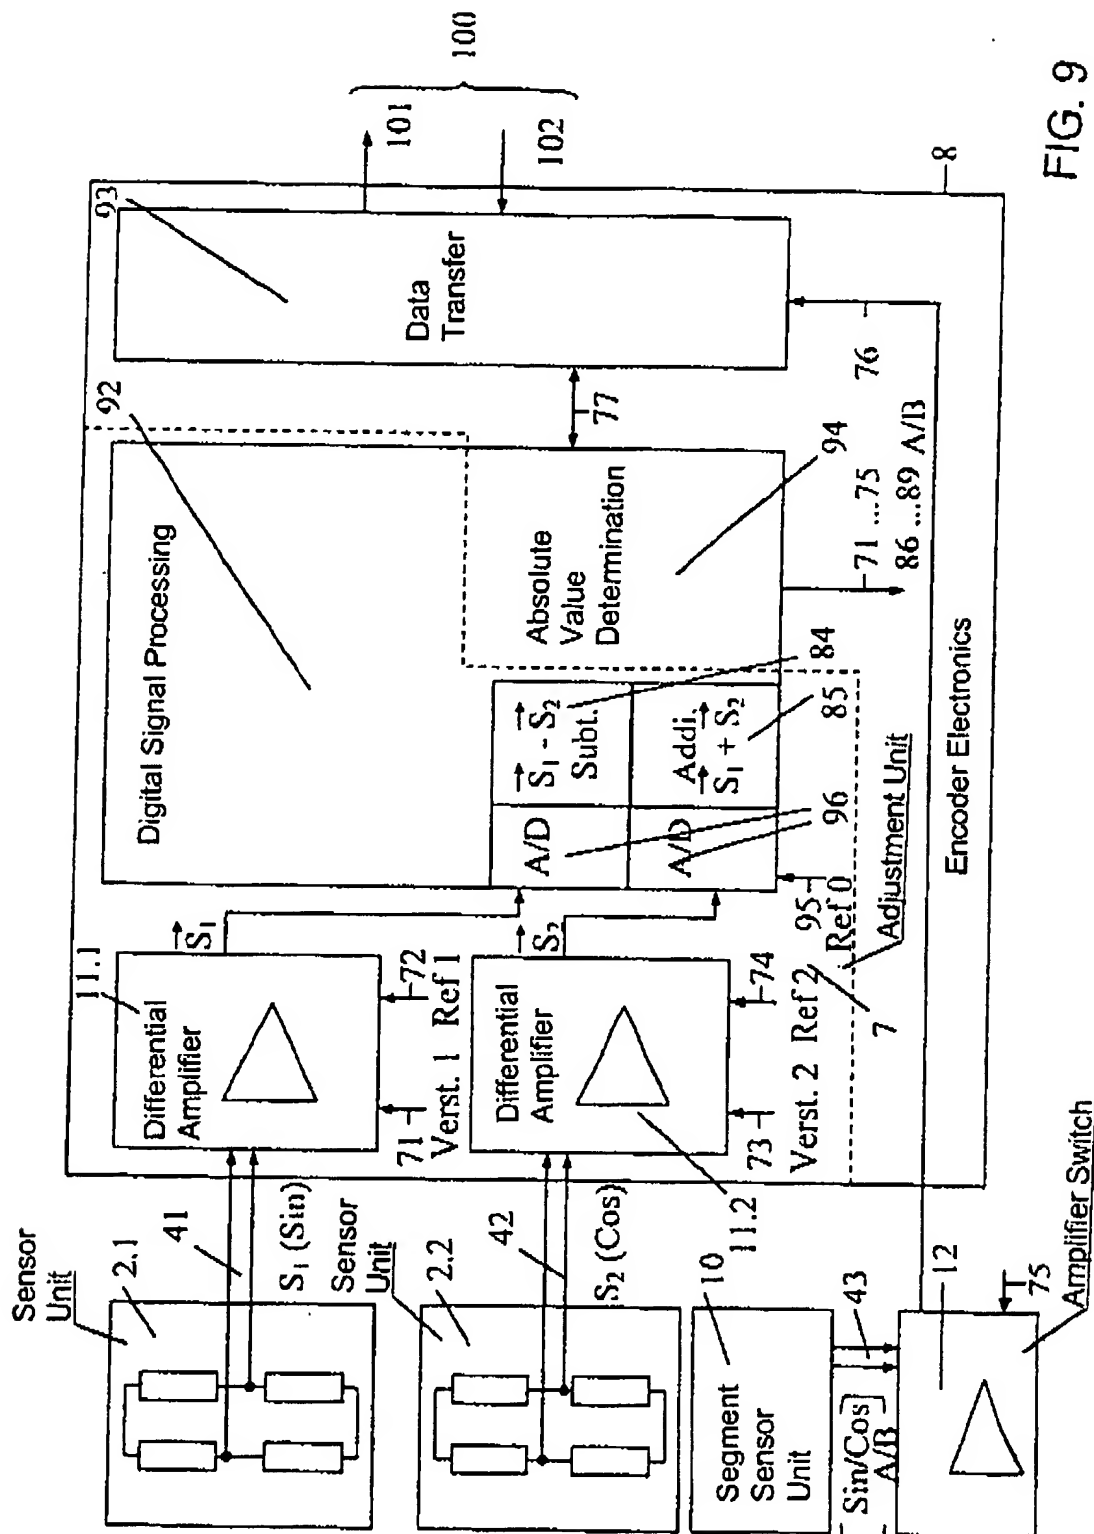 Sensor
Unit
2.1
41
S1 (Sin)
Sensor
Unit
2.2
42
S2 (Cos)
10
Segment
Sensor
Unit
43
Sin/Cos
A/B
12
75
Amplifier Switch
11.1
Differential
Amplifier
71
72
Verst. 1 Ref 1
S1
Differential
Amplifier
11.2
73
74
Verst. 2 Ref 2
S2
95
Ref 0
7
Adjustment Unit
Digital Signal Processing
92
A/D
A/D
96
S1 - S2
Subt.
84
Addi.
S1 + S2
85
Absolute
Value
Determination
94
71 ...75
86 ...89 A/B
77
76
Data
Transfer
93
101
102
100
Encoder Electronics
8
FIG. 9